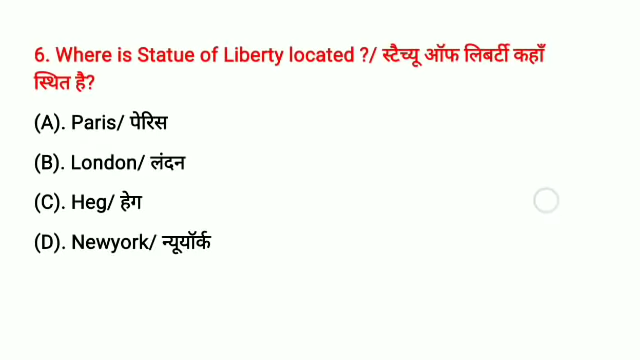 6. Where is Statue of Liberty located ?/ स्टैच्यू ऑफ लिबर्टी कहाँ
स्थित है?
(A). Paris/ पेरिस
(B). London/ लंदन
(C). Heg/ हेग
(D). Newyork/ न्यूयॉर्क